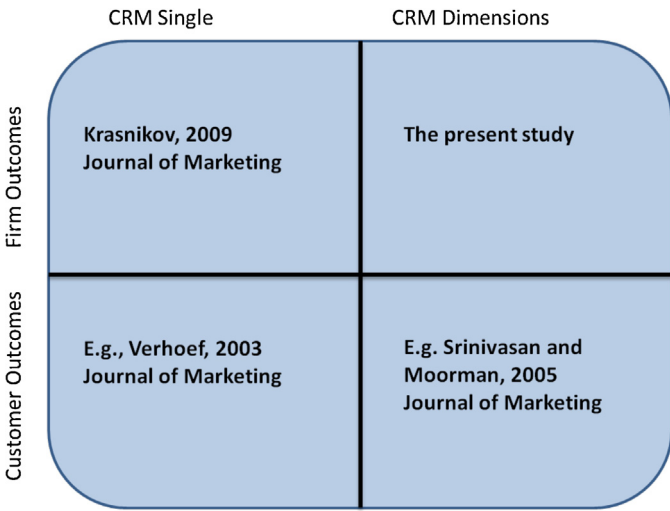 CRM Single
CRM Dimensions
Firm Outcomes
Krasnikov, 2009
Journal of Marketing
The present study
Customer Outcomes
E.g., Verhoef, 2003
Journal of Marketing
E.g. Srinivasan and
Moorman, 2005
Journal of Marketing